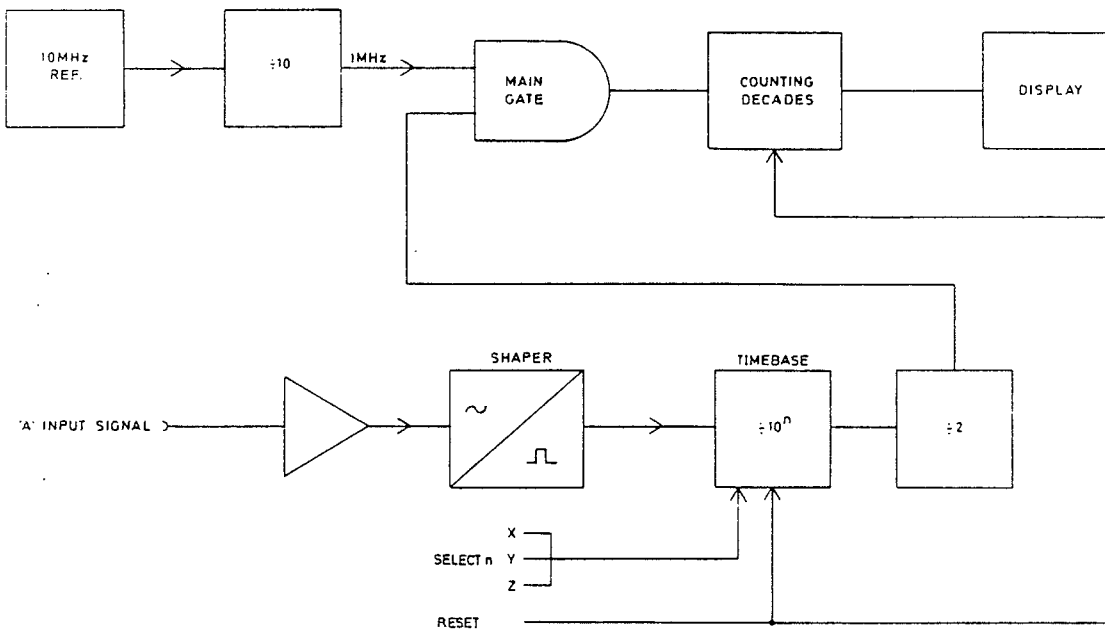 10MHz
REF.
÷10
1MHz
MAIN
GATE
COUNTING
DECADES
DISPLAY
SHAPER
TIMEBASE
'A' INPUT SIGNAL
÷10ⁿ
÷2
X
SELECT n Y
Z
RESET